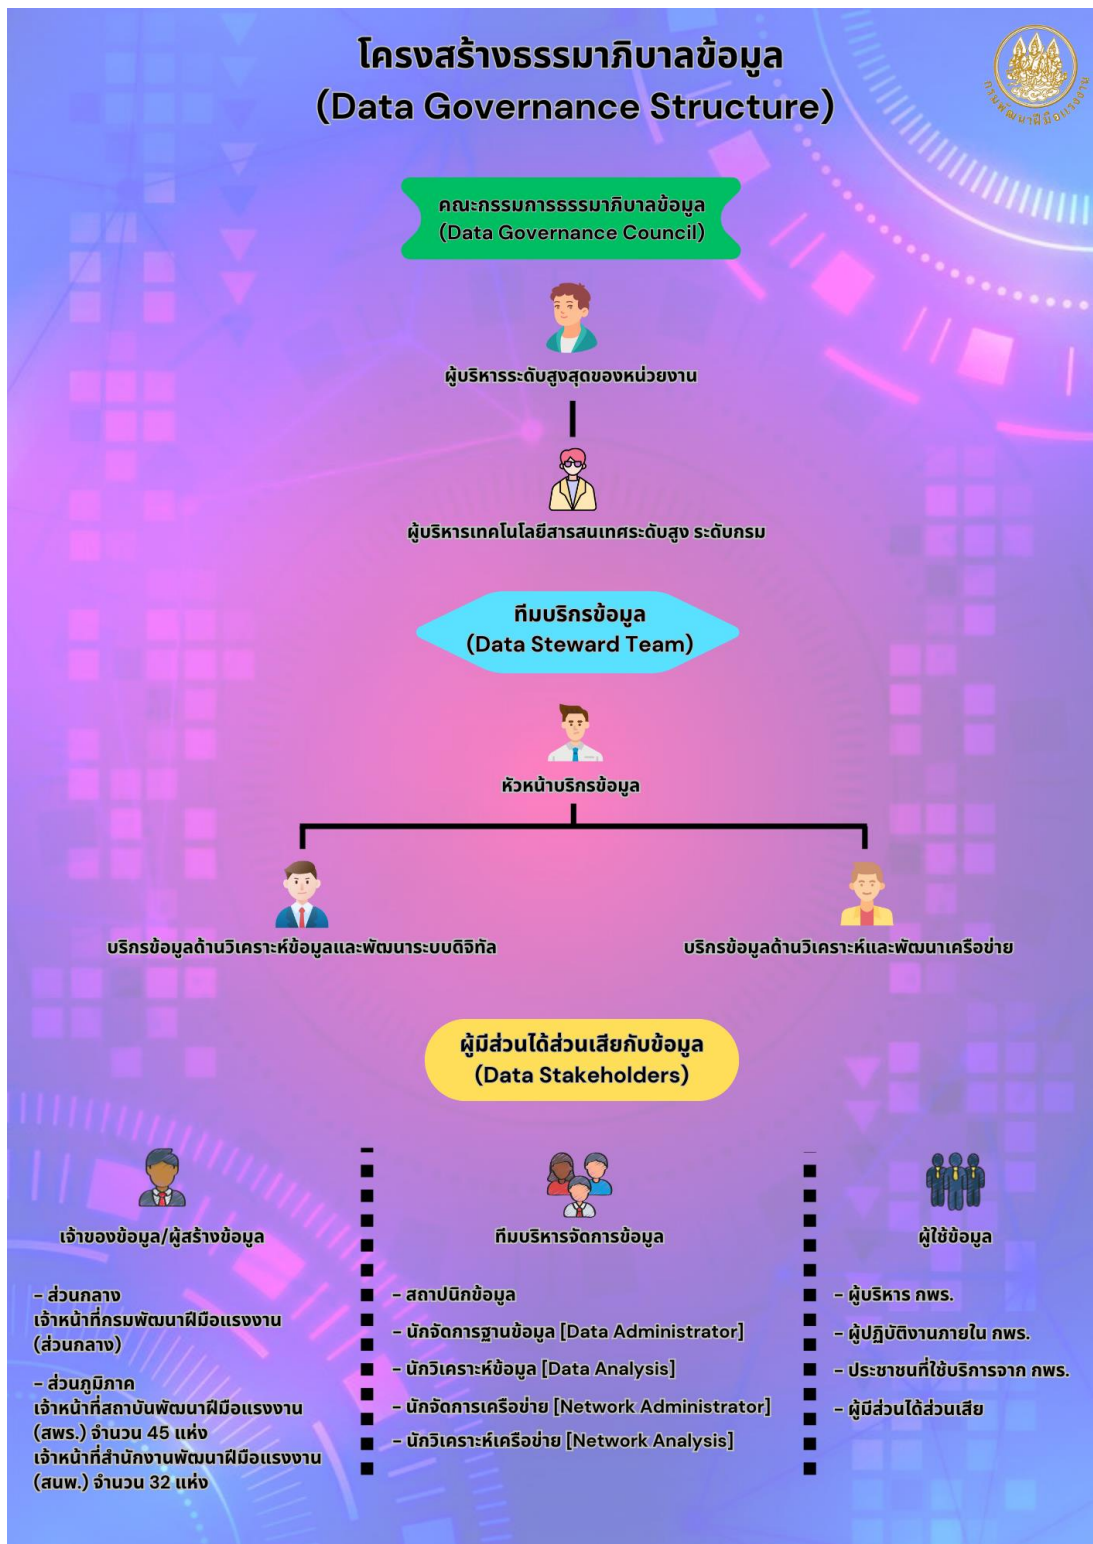 โครงสร้างธรรมาภิบาลข้อมูล
(Data Governance Structure)
กรมพัฒนาฝีมือแรงงาน
คณะกรรมการธรรมาภิบาลข้อมูล
(Data Governance Council)
ผู้บริหารระดับสูงสุดของหน่วยงาน
ผู้บริหารเทคโนโลยีสารสนเทศระดับสูง ระดับกรม
ทีมบริกรข้อมูล
(Data Steward Team)
หัวหน้าบริกรข้อมูล
บริกรข้อมูลด้านวิเคราะห์ข้อมูลและพัฒนาระบบดิจิทัล
บริกรข้อมูลด้านวิเคราะห์และพัฒนาเครือข่าย
ผู้มีส่วนได้ส่วนเสียกับข้อมูล
(Data Stakeholders)
เจ้าของข้อมูล/ผู้สร้างข้อมูล
– ส่วนกลาง
เจ้าหน้าที่กรมพัฒนาฝีมือแรงงาน
(ส่วนกลาง)
– ส่วนภูมิภาค
เจ้าหน้าที่สถาบันพัฒนาฝีมือแรงงาน
(สพร.) จำนวน 45 แห่ง
เจ้าหน้าที่สำนักงานพัฒนาฝีมือแรงงาน
(สนพ.) จำนวน 32 แห่ง
ทีมบริหารจัดการข้อมูล
– สถาปนิกข้อมูล
– นักจัดการฐานข้อมูล [Data Administrator]
– นักวิเคราะห์ข้อมูล [Data Analysis]
– นักจัดการเครือข่าย [Network Administrator]
– นักวิเคราะห์เครือข่าย [Network Analysis]
ผู้ใช้ข้อมูล
– ผู้บริหาร กพร.
– ผู้ปฏิบัติงานภายใน กพร.
– ประชาชนที่ใช้บริการจาก กพร.
– ผู้มีส่วนได้ส่วนเสีย